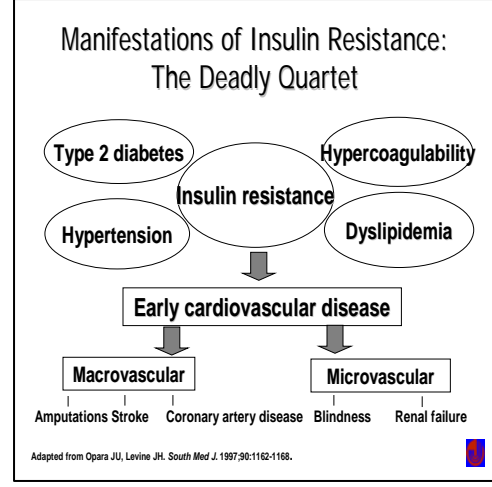 Manifestations of Insulin Resistance:
The Deadly Quartet
Type 2 diabetes
Hypercoagulability
Insulin resistance
Hypertension
Dyslipidemia
Early cardiovascular disease
Macrovascular
Microvascular
Amputations Stroke Coronary artery disease Blindness Renal failure
Adapted from Opara JU, Levine JH. South Med J. 1997;90:1162-1168.